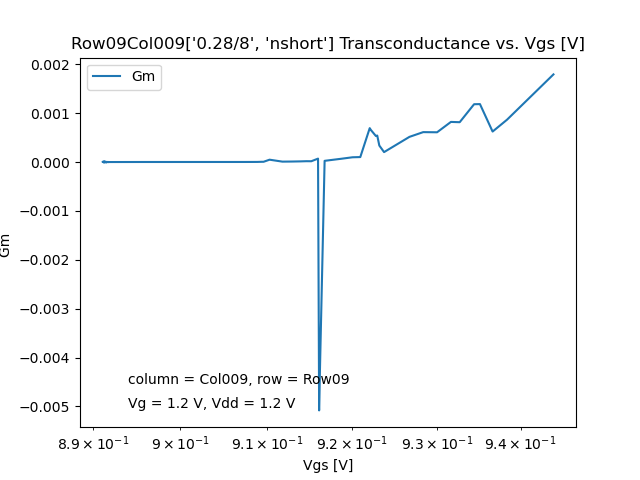 Row09Col009['0.28/8', 'nshort'] Transconductance vs. Vgs [V]
Gm
0.002
0.001
0.000
−0.001
−0.002
−0.003
−0.004
−0.005
Gm
column = Col009, row = Row09
Vg = 1.2 V, Vdd = 1.2 V
8.9 × 10⁻¹ 9 × 10⁻¹ 9.1 × 10⁻¹ 9.2 × 10⁻¹ 9.3 × 10⁻¹ 9.4 × 10⁻¹
Vgs [V]